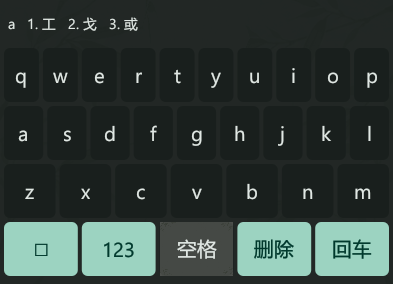 a 1.工 2.戈 3.或
q w e r t y u i o p
a s d f g h j k l
z x c v b n m
□ 123 空格 删除 回车